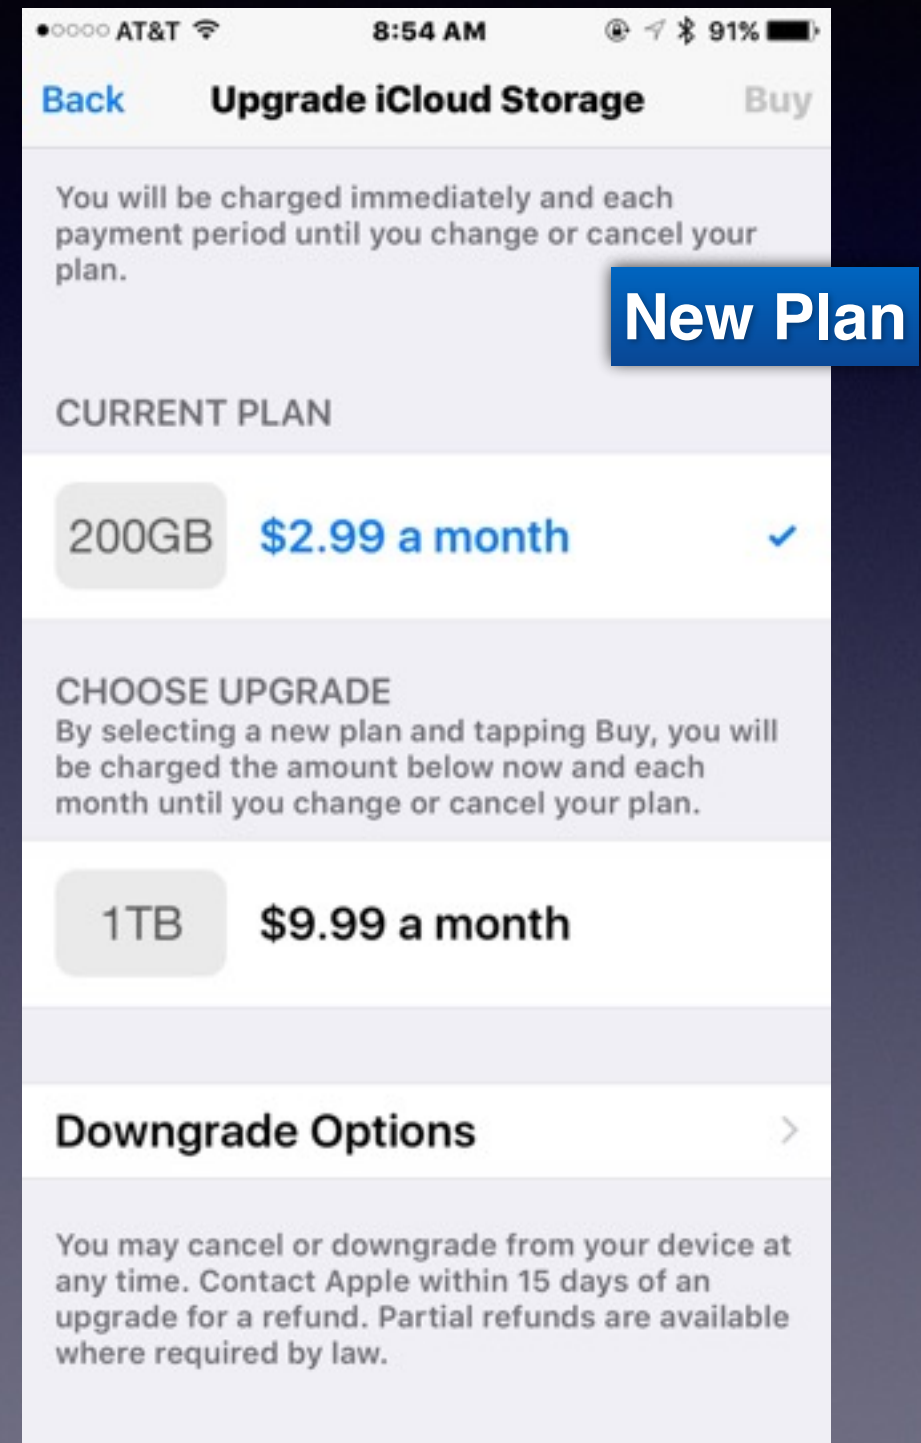 AT&T 8:54 AM 91%
Back Upgrade iCloud Storage Buy
You will be charged immediately and each
payment period until you change or cancel your
plan.
New Plan
CURRENT PLAN
200GB $2.99 a month
CHOOSE UPGRADE
By selecting a new plan and tapping Buy, you will
be charged the amount below now and each
month until you change or cancel your plan.
1TB $9.99 a month
Downgrade Options
You may cancel or downgrade from your device at
any time. Contact Apple within 15 days of an
upgrade for a refund. Partial refunds are available
where required by law.